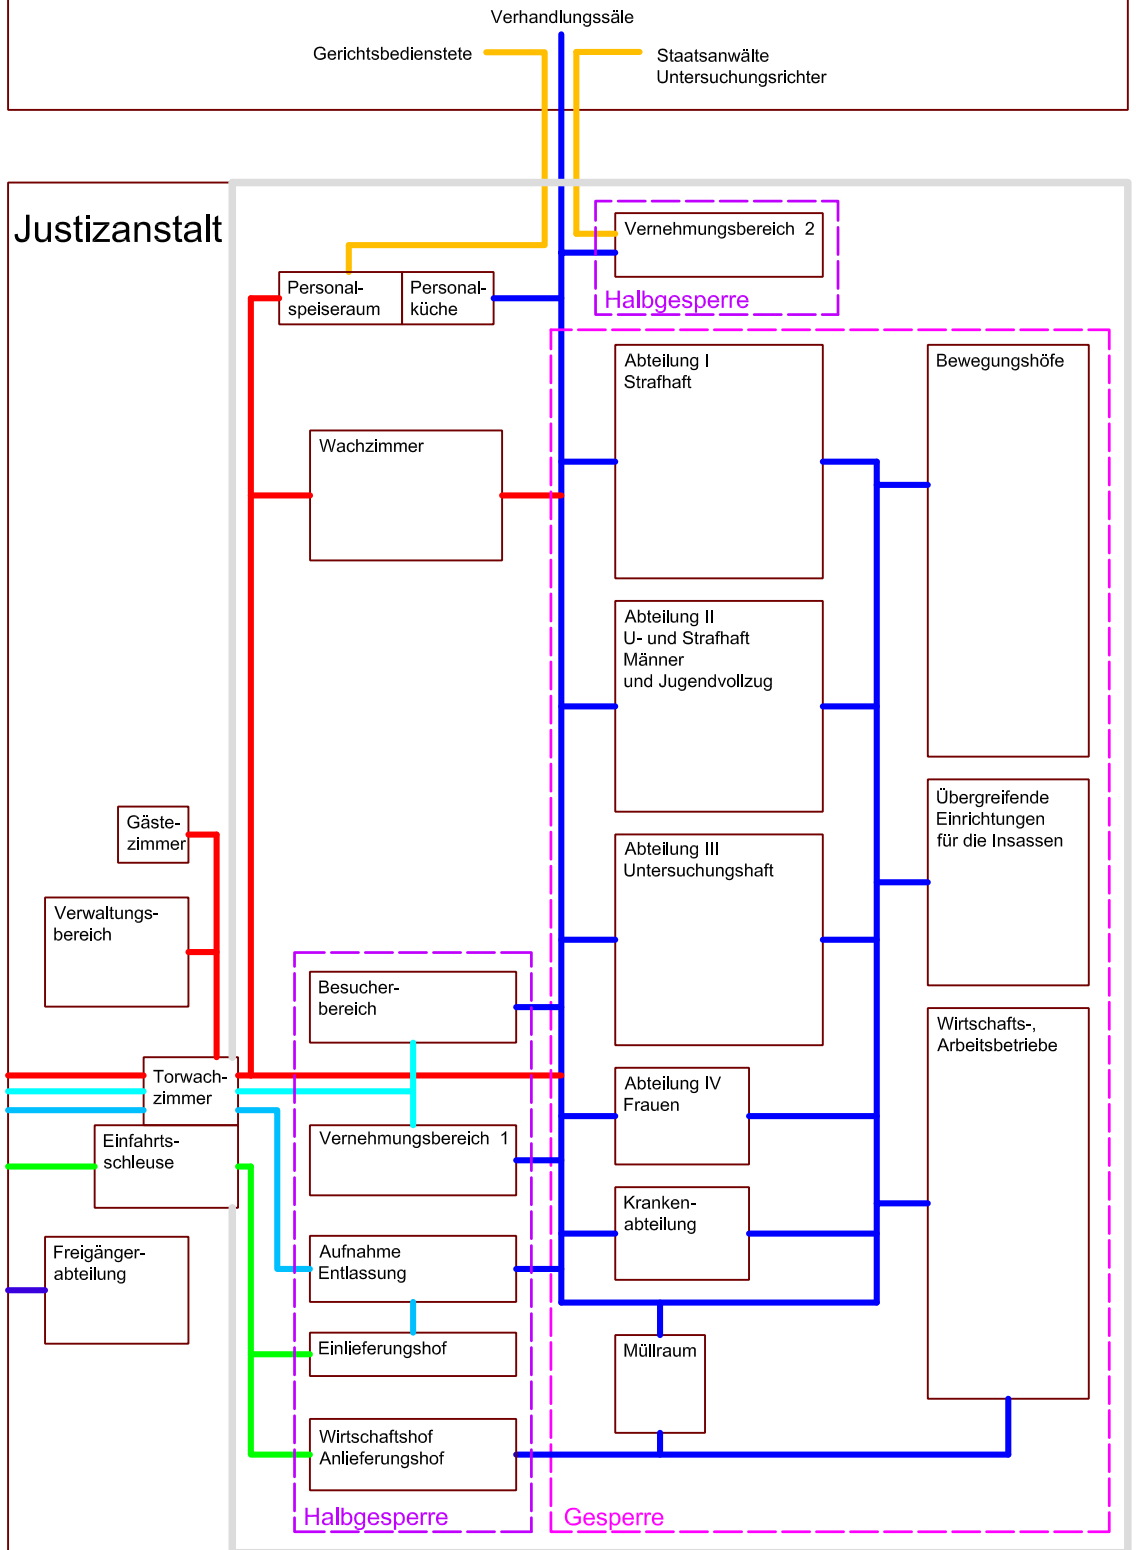 Verhandlungssäle
Gerichtsbedienstete
Staatsanwälte
Untersuchungsrichter
Justizanstalt
Vernehmungsbereich 2
Halbgesperre
Personal-
speiseraum
Personal-
küche
Abteilung I
Strafhaft
Bewegungshöfe
Wachzimmer
Abteilung II
U- und Strafhaft
Männer
und Jugendvollzug
Gäste-
zimmer
Übergreifende
Einrichtungen
für die Insassen
Abteilung III
Untersuchungshaft
Verwaltungs-
bereich
Besucher-
bereich
Wirtschafts-,
Arbeitsbetriebe
Torwach-
zimmer
Abteilung IV
Frauen
Einfahrts-
schleuse
Vernehmungsbereich 1
Kranken-
abteilung
Freigänger-
abteilung
Aufnahme
Entlassung
Einlieferungshof
Müllraum
Wirtschaftshof
Anlieferungshof
Halbgesperre
Gesperre